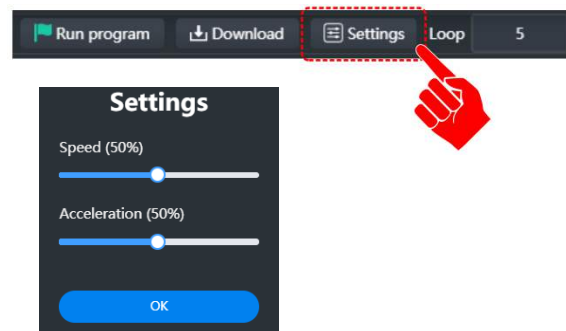 Run program Download Settings Loop 5
Settings
Speed (50%)
Acceleration (50%)
OK